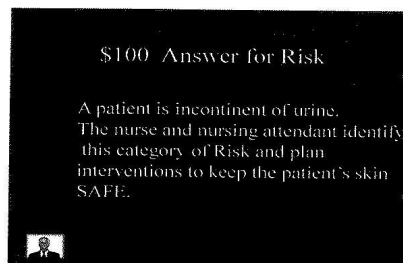 $100 Answer for Risk
A patient is incontinent of urine.
The nurse and nursing attendant identify
this category of Risk and plan
interventions to keep the patient's skin
SAFE.